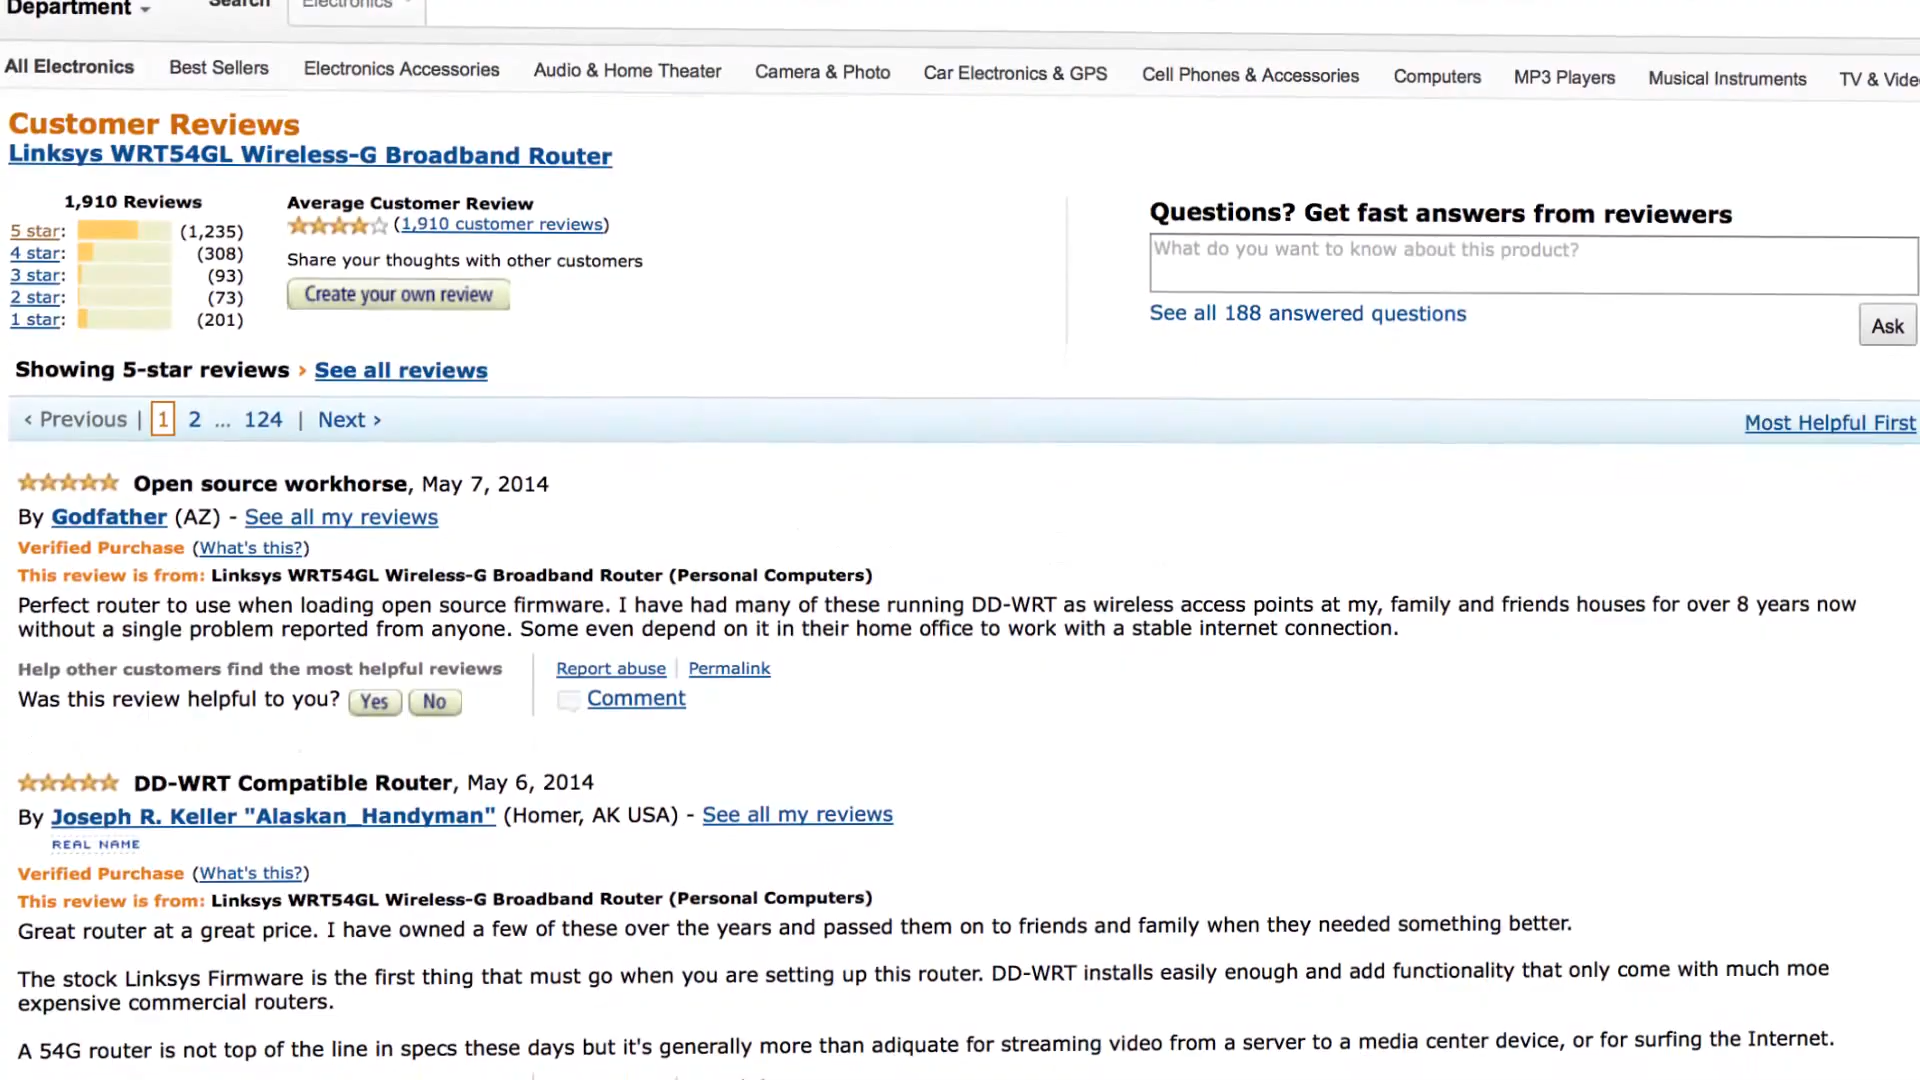 Department
Search
Electronics
All Electronics Best Sellers Electronics Accessories Audio & Home Theater Camera & Photo Car Electronics & GPS Cell Phones & Accessories Computers MP3 Players Musical Instruments TV &
Customer Reviews
Linksys WRT54GL Wireless-G Broadband Router
1,910 Reviews
5 star: (1,235)
4 star: (308)
3 star: (93)
2 star: (73)
1 star: (201)
Average Customer Review
(1,910 customer reviews)
Share your thoughts with other customers
Create your own review
Questions? Get fast answers from reviewers
What do you want to know about this product?
See all 188 answered questions
Ask
Showing 5-star reviews › See all reviews
‹ Previous | 1 2 ... 124 | Next ›
Most Helpful First
Open source workhorse, May 7, 2014
By Godfather (AZ) - See all my reviews
Verified Purchase (What's this?)
This review is from: Linksys WRT54GL Wireless-G Broadband Router (Personal Computers)
Perfect router to use when loading open source firmware. I have had many of these running DD-WRT as wireless access points at my, family and friends houses for over 8 years now
without a single problem reported from anyone. Some even depend on it in their home office to work with a stable internet connection.
Help other customers find the most helpful reviews
Was this review helpful to you? Yes No
Report abuse | Permalink
Comment
DD-WRT Compatible Router, May 6, 2014
By Joseph R. Keller "Alaskan_Handyman" (Homer, AK USA) - See all my reviews
REAL NAME
Verified Purchase (What's this?)
This review is from: Linksys WRT54GL Wireless-G Broadband Router (Personal Computers)
Great router at a great price. I have owned a few of these over the years and passed them on to friends and family when they needed something better.
The stock Linksys Firmware is the first thing that must go when you are setting up this router. DD-WRT installs easily enough and add functionality that only come with much moe
expensive commercial routers.
A 54G router is not top of the line in specs these days but it's generally more than adiquate for streaming video from a server to a media center device, or for surfing the Internet.